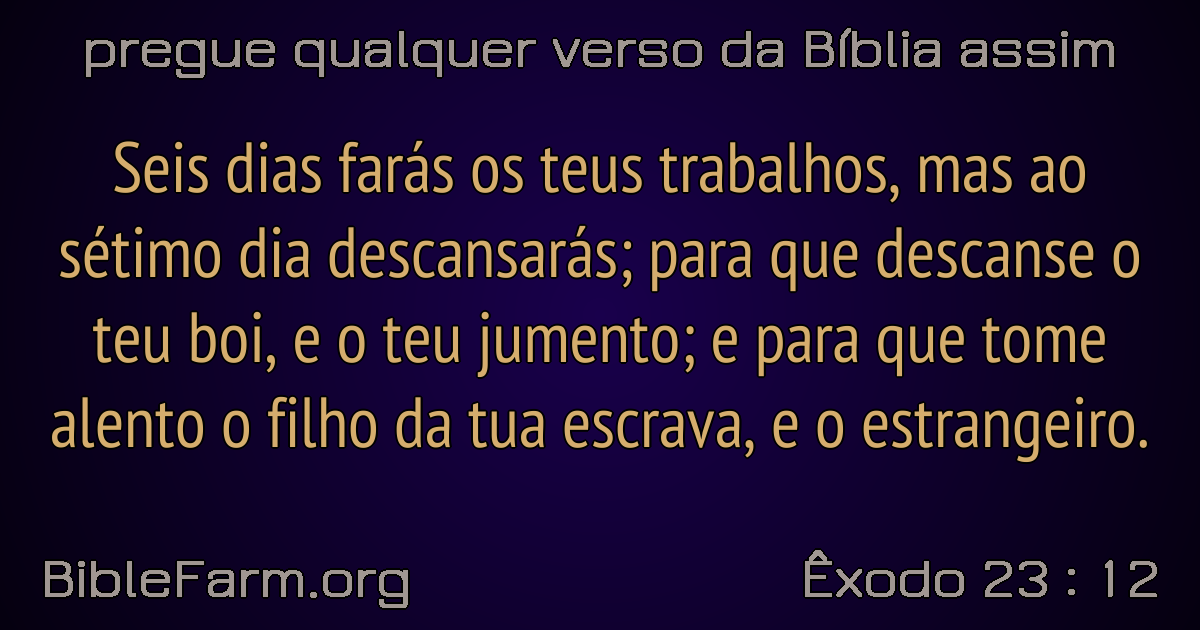 pregue qualquer verso da Bíblia assim
Seis dias farás os teus trabalhos, mas ao
sétimo dia descansarás; para que descanse o
teu boi, e o teu jumento; e para que tome
alento o filho da tua escrava, e o estrangeiro.
BibleFarm.org
Êxodo 23 : 12